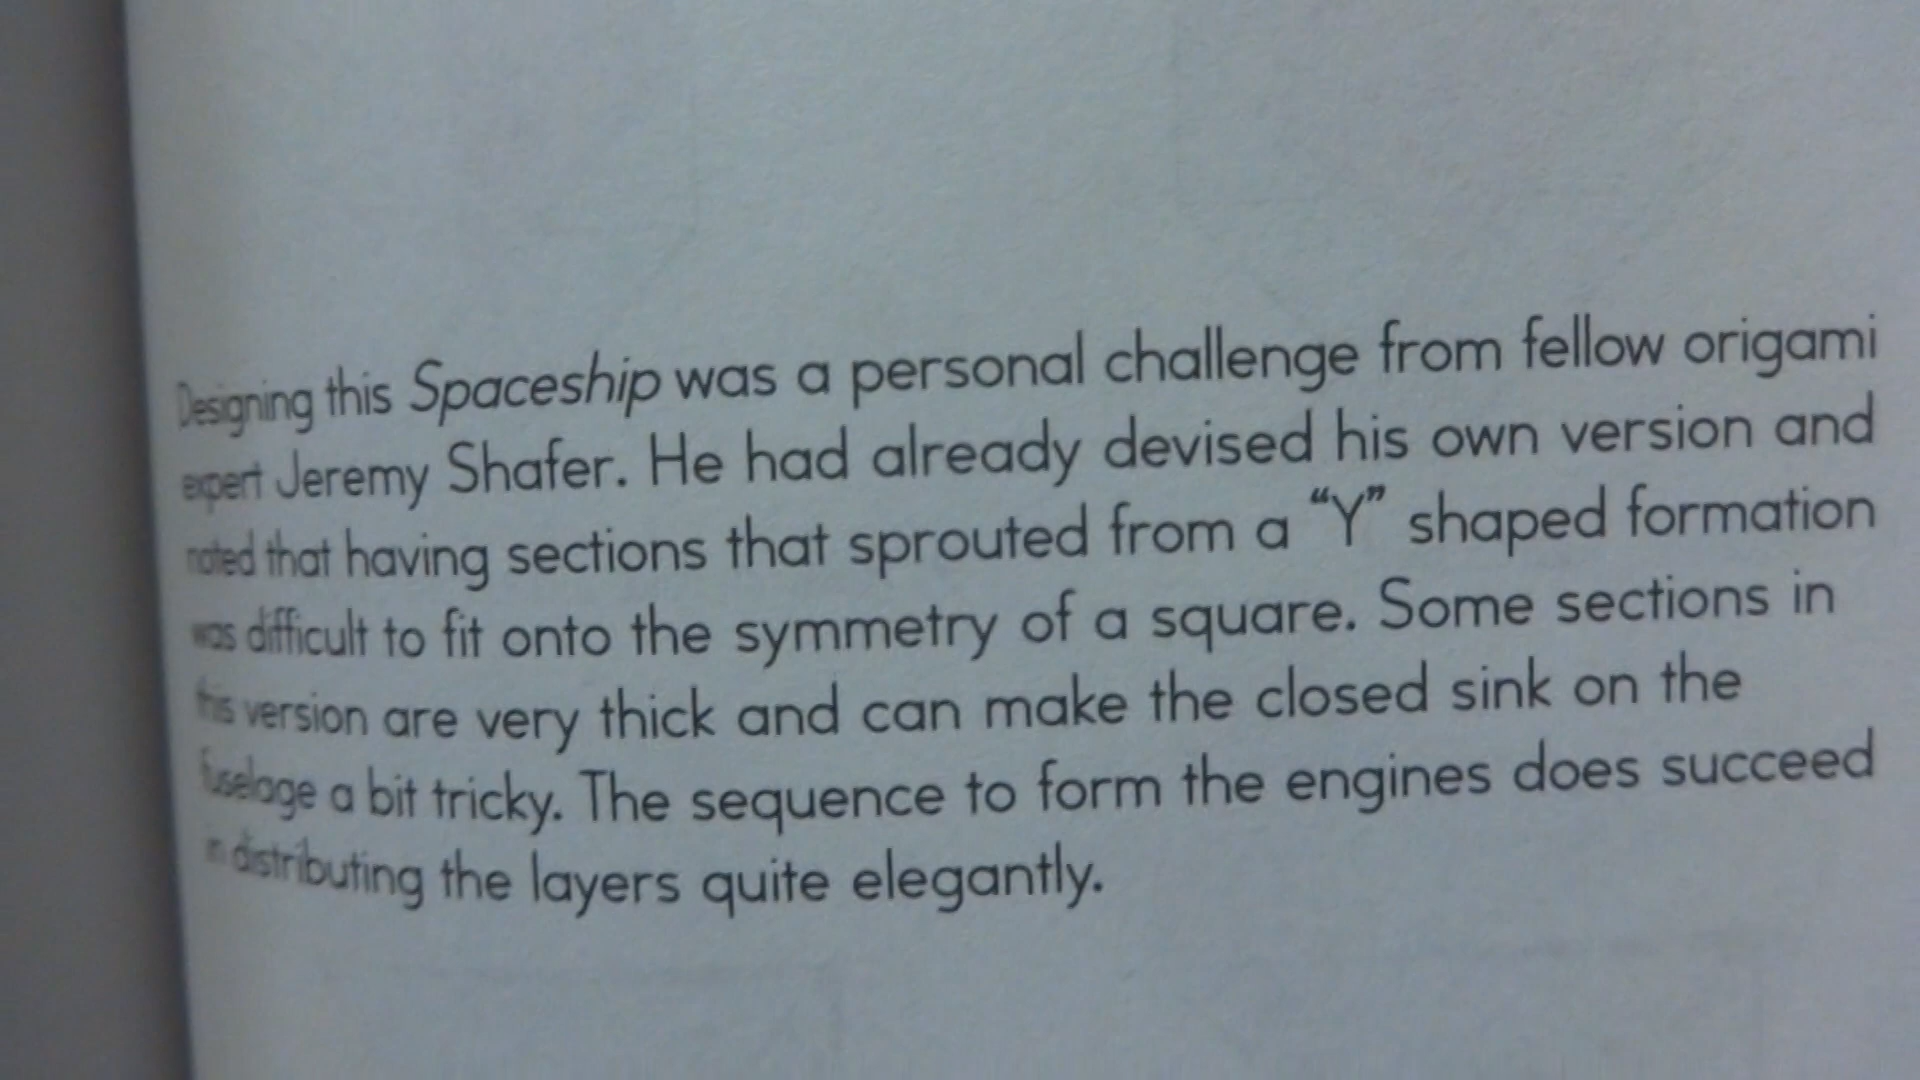 Designing this Spaceship was a personal challenge from fellow origami
expert Jeremy Shafer. He had already devised his own version and
noted that having sections that sprouted from a “Y” shaped formation
was difficult to fit onto the symmetry of a square. Some sections in
this version are very thick and can make the closed sink on the
fuselage a bit tricky. The sequence to form the engines does succeed
in distributing the layers quite elegantly.